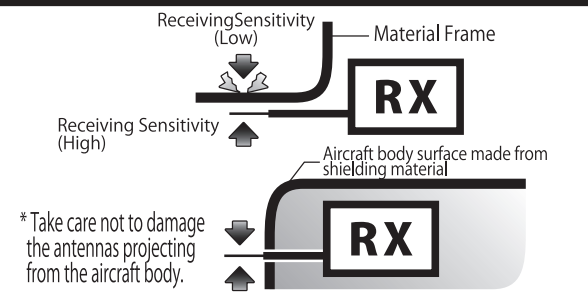 ReceivingSensitivity
(Low)
Material Frame
RX
Receiving Sensitivity
(High)
Aircraft body surface made from
shielding material
RX
* Take care not to damage
the antennas projecting
from the aircraft body.